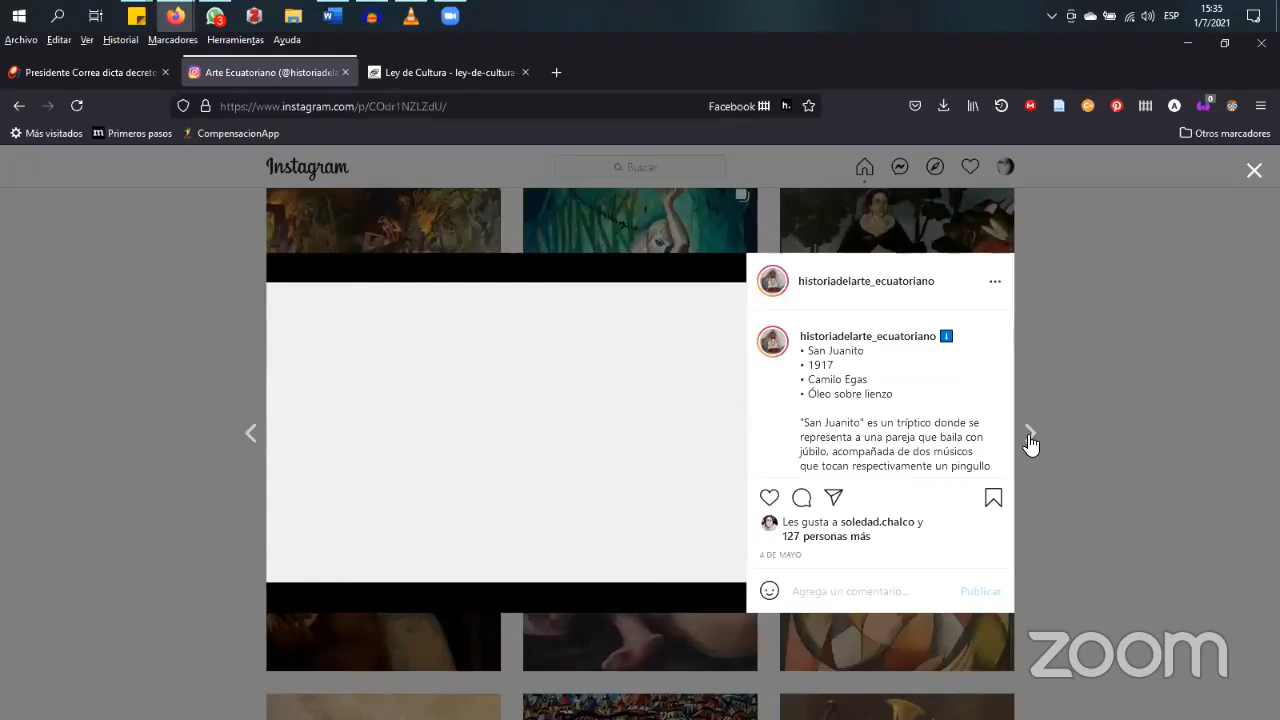 3
15:35
ESP
1/7/2021
Archivo Editar Ver Historial Marcadores Herramientas Ayuda
Presidente Correa dicta decreto
Arte Ecuatoriano (@historiadela
Ley de Cultura - ley-de-cultura
https://www.instagram.com/p/COdr1NZLZdU/
Facebook
h.
0
Más visitados
m Primeros pasos
CompensacionApp
Otros marcadores
Instagram
Buscar
historiadelarte_ecuatoriano
historiadelarte_ecuatoriano ℹ️
• San Juanito
• 1917
• Camilo Egas
• Óleo sobre lienzo
"San Juanito" es un tríptico donde se
representa a una pareja que baila con
júbilo, acompañada de dos músicos
que tocan respectivamente un pingullo
Les gusta a soledad.chalco y
127 personas más
4 DE MAYO
Agrega un comentario...
Publicar
zoom